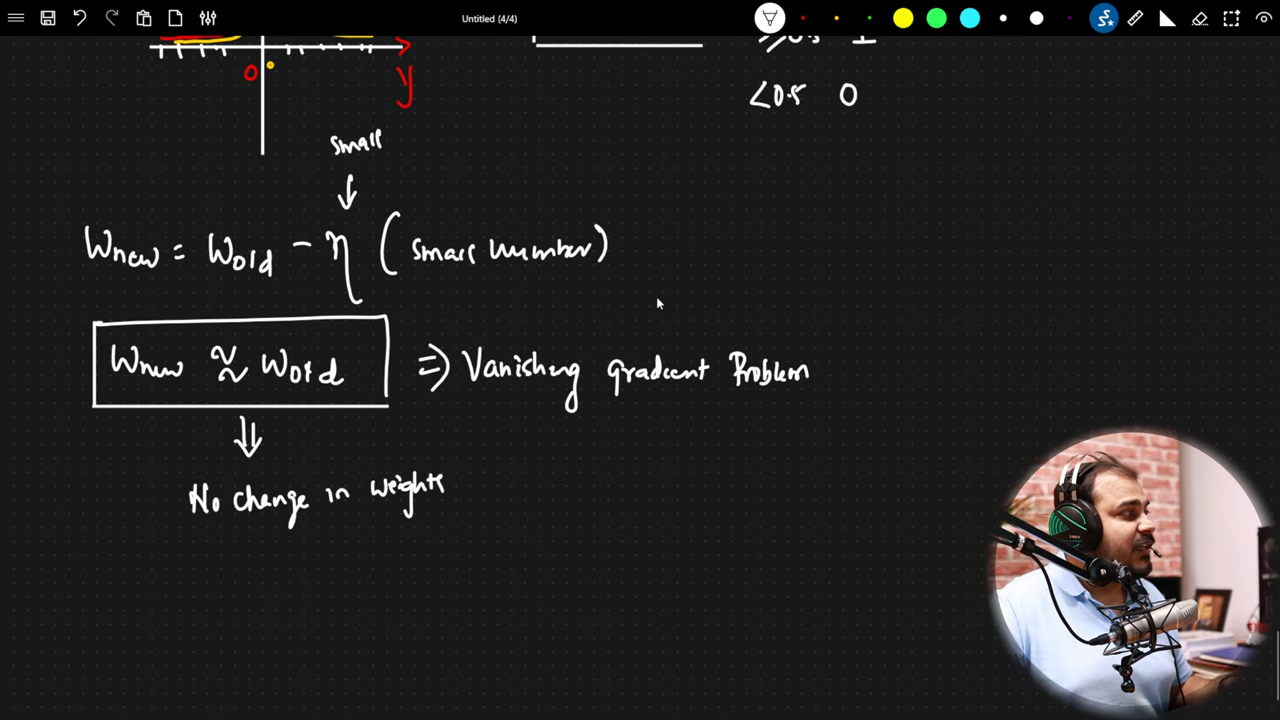 Untitled (4/4)
0
y
<0.5 0
Small
Wnew = Wold - η (Small Number)
Wnew ≈ Wold ⇒ Vanishing gradient Problem
No change in weights